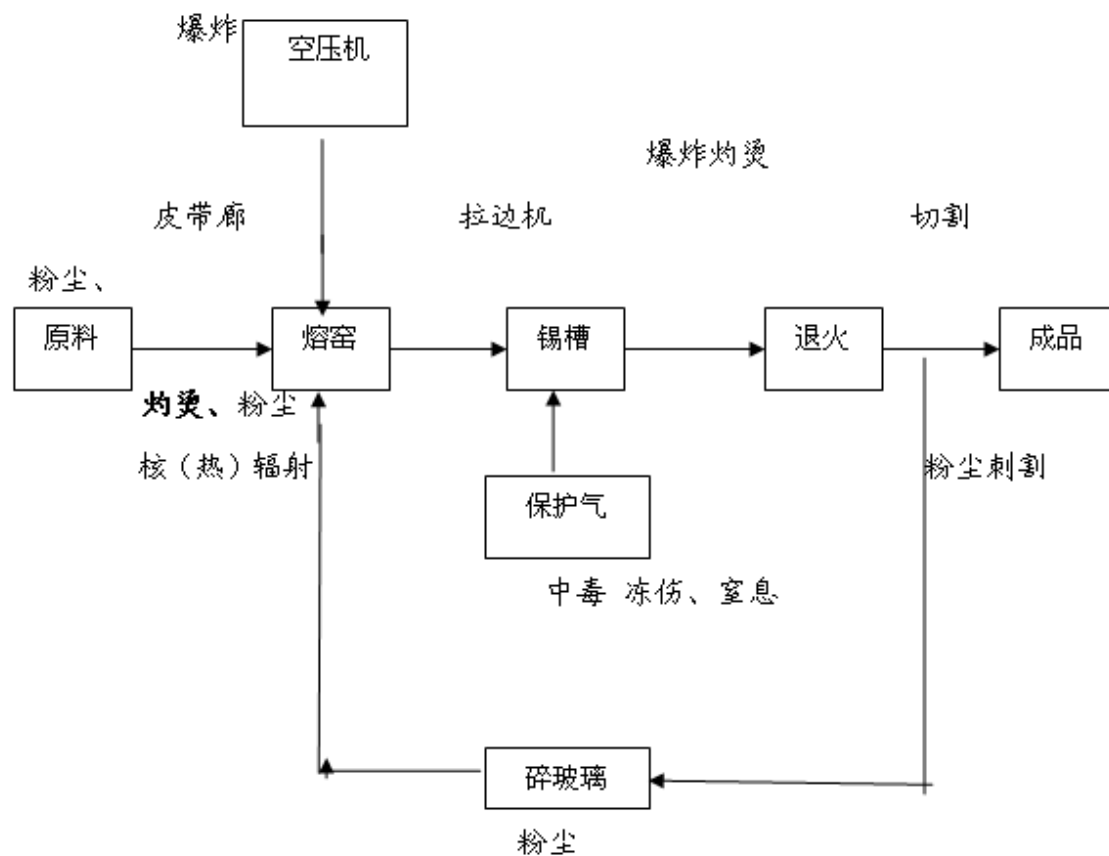 爆炸
空压机
爆炸灼烫
皮带廊
拉边机
切割
粉尘、
原料
熔窑
锡槽
退火
成品
灼烫、粉尘
核（热）辐射
粉尘刺割
保护气
中毒 冻伤、窒息
碎玻璃
粉尘